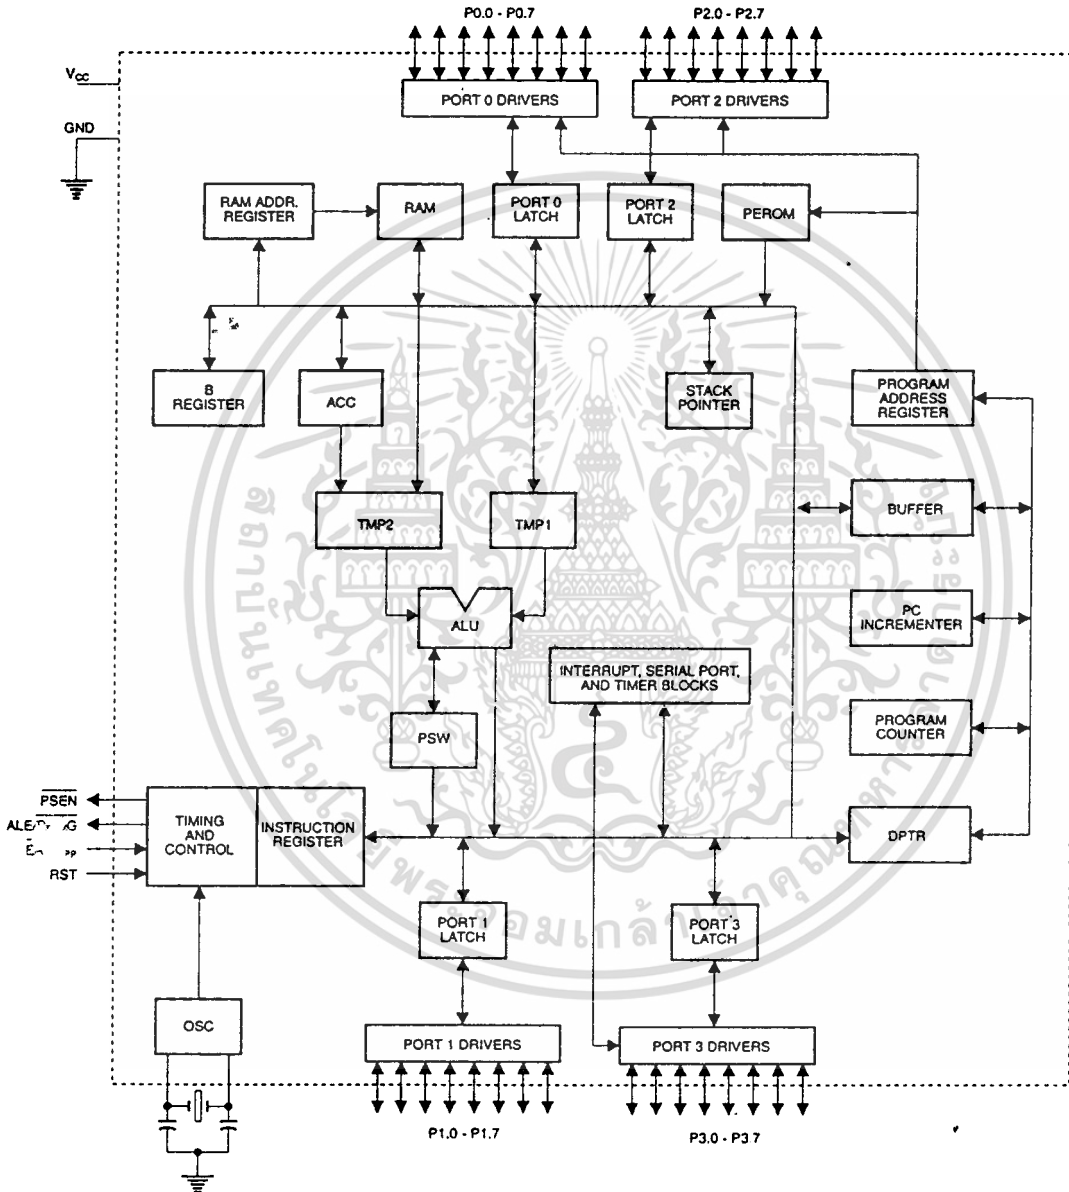 P0.0 - P0.7
P2.0 - P2.7
VCC
GND
PORT 0 DRIVERS
PORT 2 DRIVERS
RAM ADDR.
REGISTER
RAM
PORT 0
LATCH
PORT 2
LATCH
PEROM
B
REGISTER
ACC
STACK
POINTER
PROGRAM
ADDRESS
REGISTER
TMP2
TMP1
BUFFER
ALU
PC
INCREMENTER
INTERRUPT, SERIAL PORT,
AND TIMER BLOCKS
PSW
PROGRAM
COUNTER
PSEN
TIMING
AND
CONTROL
INSTRUCTION
REGISTER
DPTR
RST
PORT 1
LATCH
PORT 3
LATCH
OSC
PORT 1 DRIVERS
PORT 3 DRIVERS
P1.0 - P1.7
P3.0 - P3.7